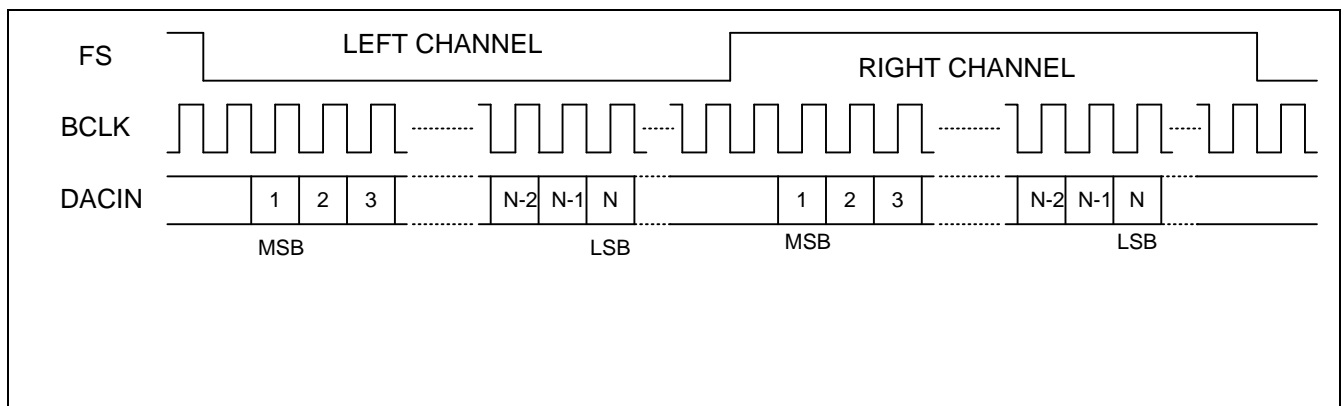 FS
LEFT CHANNEL
RIGHT CHANNEL
BCLK
DACIN
1 2 3 N-2 N-1 N 1 2 3 N-2 N-1 N
MSB LSB MSB LSB